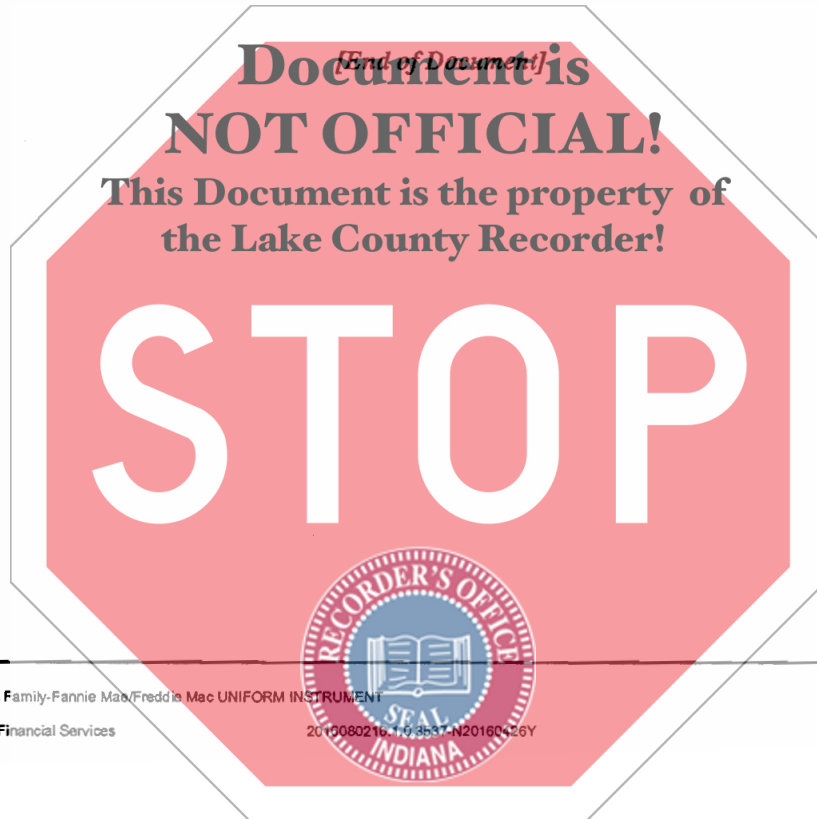 [End of Document]
Document is
NOT OFFICIAL!
This Document is the property of
the Lake County Recorder!
STOP
RECORDER'S OFFICE
SEAL
INDIANA
Family-Fannie Mae/Freddie Mac UNIFORM INSTRUMENT
Financial Services